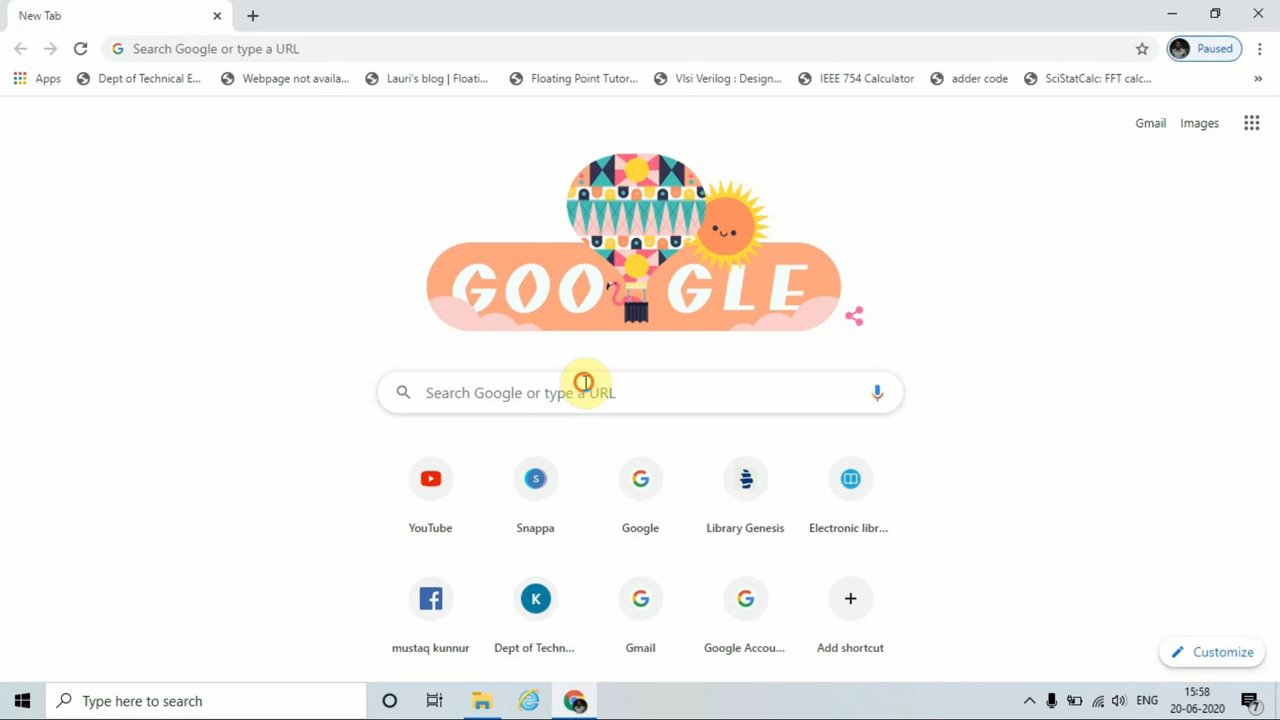 New Tab
Search Google or type a URL
Paused
Apps
Dept of Technical E...
Webpage not availa...
Lauri's blog | Floati...
Floating Point Tutor...
Vlsi Verilog : Design...
IEEE 754 Calculator
adder code
SciStatCalc: FFT calc...
»
Gmail
Images
GOOGLE
Search Google or type a URL
YouTube
S
Snappa
Google
Library Genesis
Electronic libr...
mustaq kunnur
K
Dept of Techn...
Gmail
Google Accou...
Add shortcut
Customize
Type here to search
ENG
15:58
20-06-2020
7